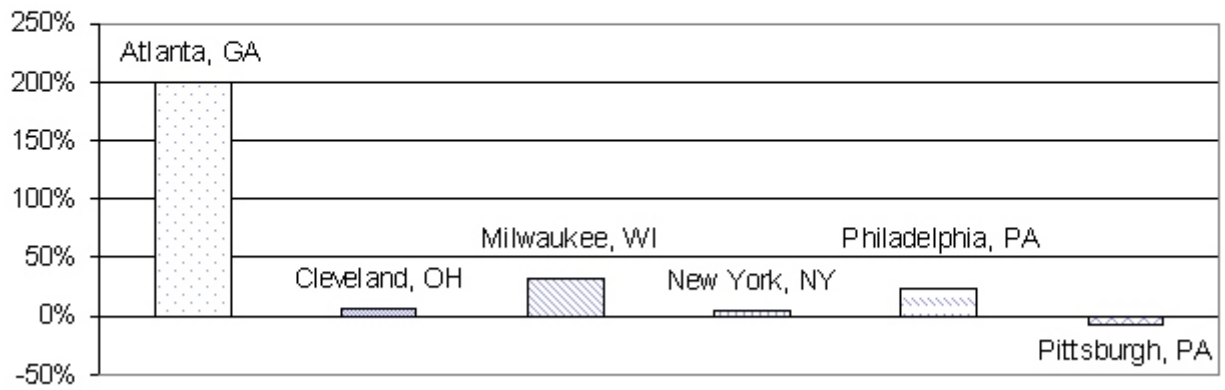 250%
Atlanta, GA
200%
150%
100%
Milwaukee, WI
Philadelphia, PA
50%
Cleveland, OH
New York, NY
0%
Pittsburgh, PA
-50%